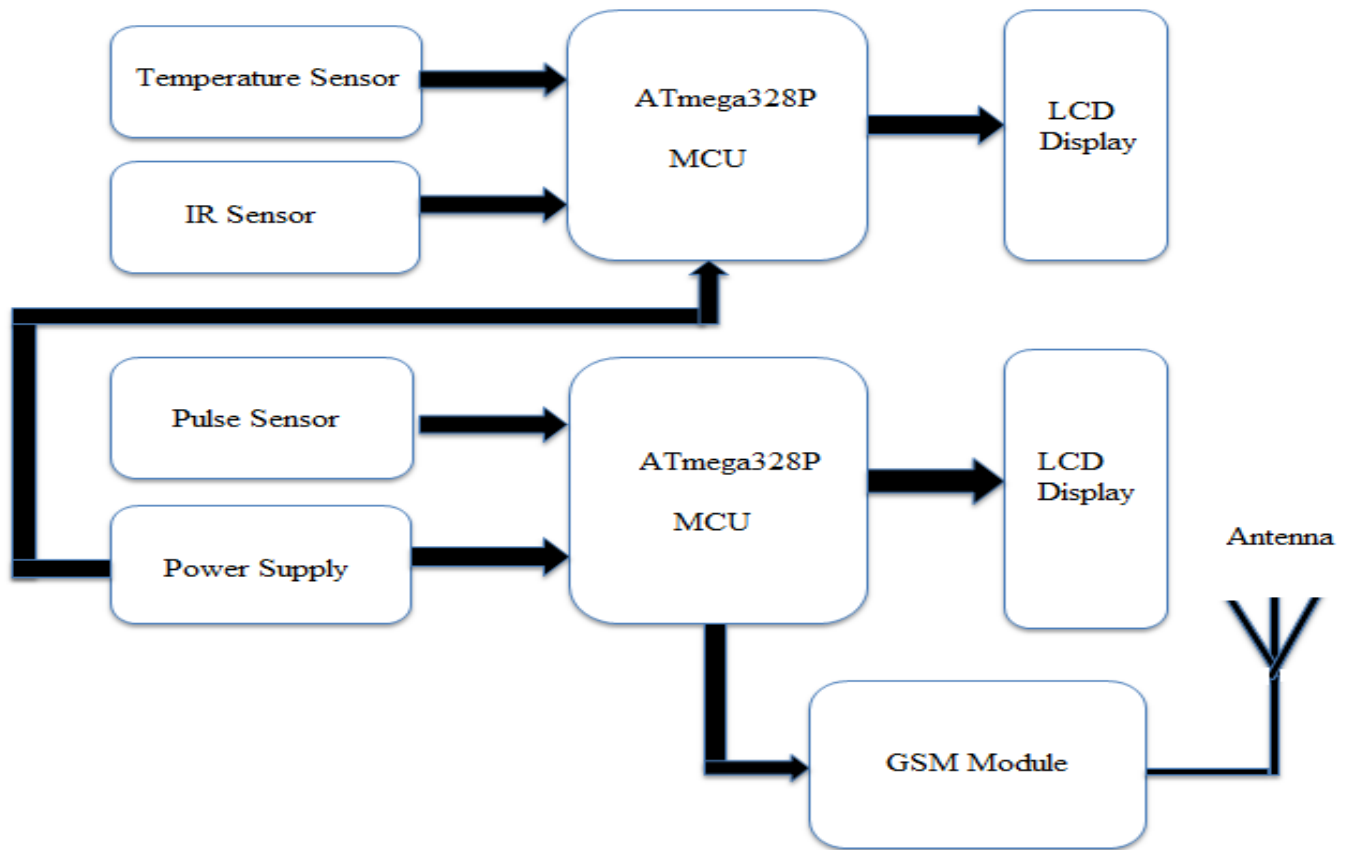 Temperature Sensor
ATmega328P
MCU
LCD
Display
IR Sensor
Pulse Sensor
ATmega328P
MCU
LCD
Display
Power Supply
Antenna
GSM Module